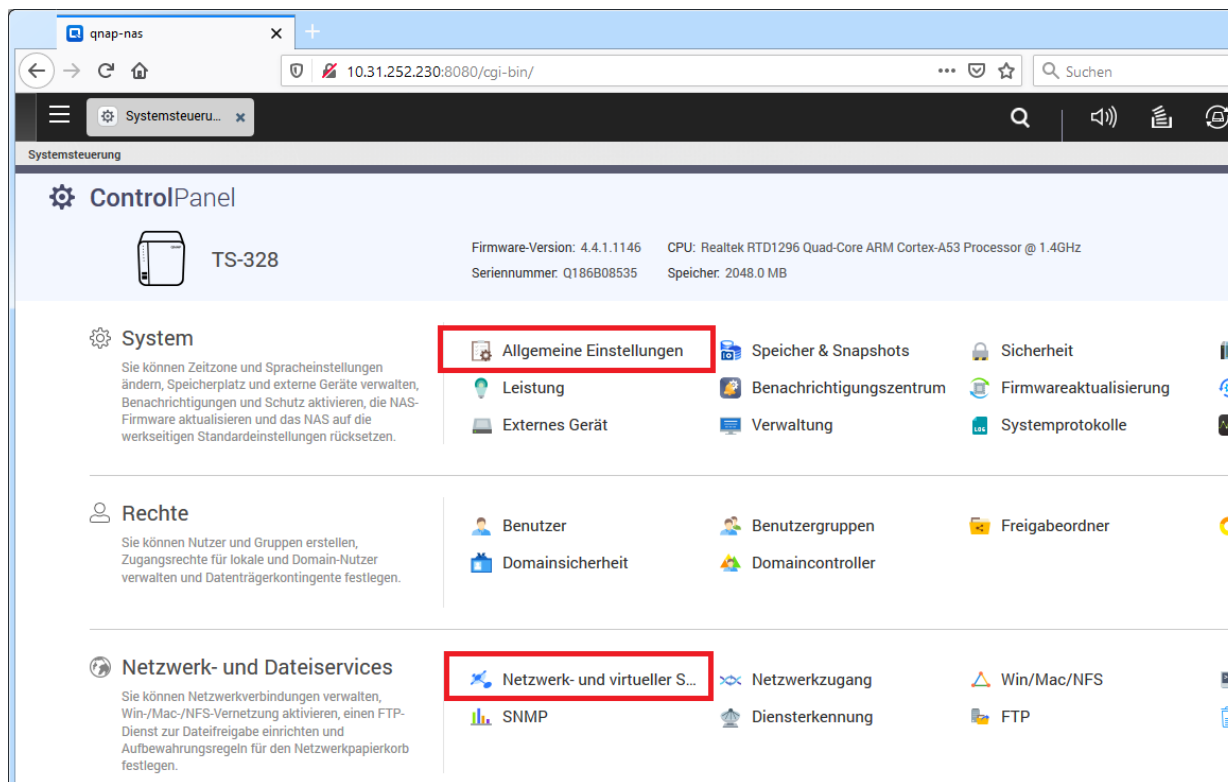 qnap-nas
10.31.252.230:8080/cgi-bin/
Suchen
Systemsteueru...
Systemsteuerung
ControlPanel
TS-328
Firmware-Version: 4.4.1.1146 CPU: Realtek RTD1296 Quad-Core ARM Cortex-A53 Processor @ 1.4GHz
Seriennummer: Q186B08535 Speicher: 2048.0 MB
System
Sie können Zeitzone und Spracheinstellungen
ändern, Speicherplatz und externe Geräte verwalten,
Benachrichtigungen und Schutz aktivieren, die NAS-
Firmware aktualisieren und das NAS auf die
werkseitigen Standardeinstellungen rücksetzen.
Allgemeine Einstellungen Speicher & Snapshots Sicherheit
Leistung Benachrichtigungszentrum Firmwareaktualisierung
Externes Gerät Verwaltung Systemprotokolle
Rechte
Sie können Nutzer und Gruppen erstellen,
Zugangsrechte für lokale und Domain-Nutzer
verwalten und Datenträgerkontingente festlegen.
Benutzer Benutzergruppen Freigabeordner
Domainsicherheit Domaincontroller
Netzwerk- und Dateiservices
Sie können Netzwerkverbindungen verwalten,
Win-/Mac-/NFS-Vernetzung aktivieren, einen FTP-
Dienst zur Dateifreigabe einrichten und
Aufbewahrungsregeln für den Netzwerkpapierkorb
festlegen.
Netzwerk- und virtueller S... Netzwerkzugang Win/Mac/NFS
SNMP Diensterkennung FTP